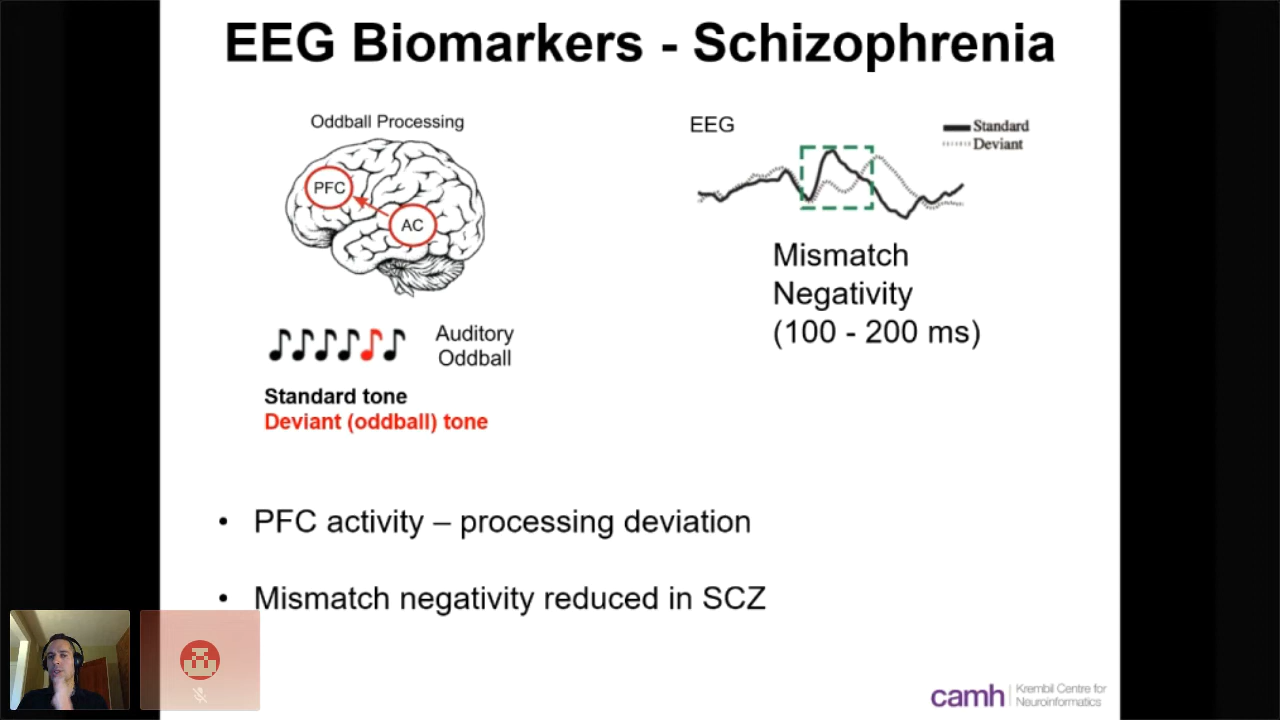 EEG Biomarkers - Schizophrenia
Oddball Processing
PFC
AC
Auditory
Oddball
Standard tone
Deviant (oddball) tone
EEG
Standard
Deviant
Mismatch
Negativity
(100 - 200 ms)
• PFC activity – processing deviation
• Mismatch negativity reduced in SCZ
camh
Krembil Centre for
Neuroinformatics